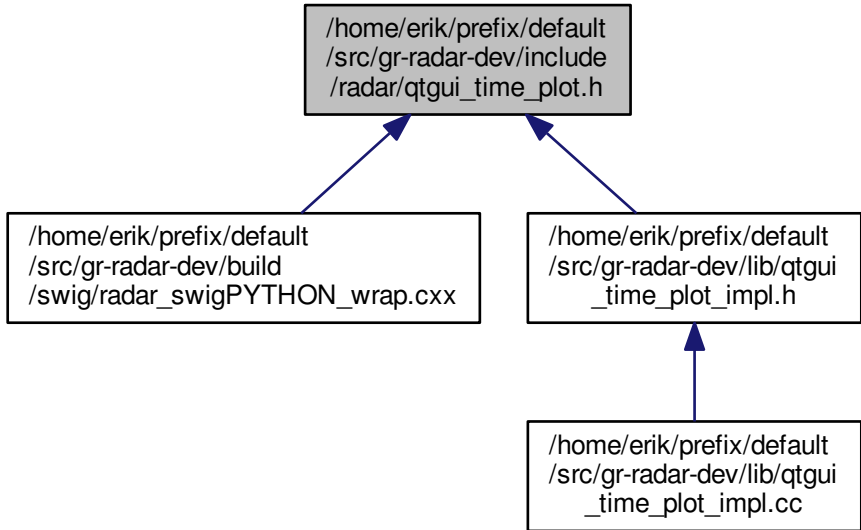 /home/erik/prefix/default
/src/gr-radar-dev/include
/radar/qtgui_time_plot.h
/home/erik/prefix/default
/src/gr-radar-dev/build
/swig/radar_swigPYTHON_wrap.cxx
/home/erik/prefix/default
/src/gr-radar-dev/lib/qtgui
_time_plot_impl.h
/home/erik/prefix/default
/src/gr-radar-dev/lib/qtgui
_time_plot_impl.cc